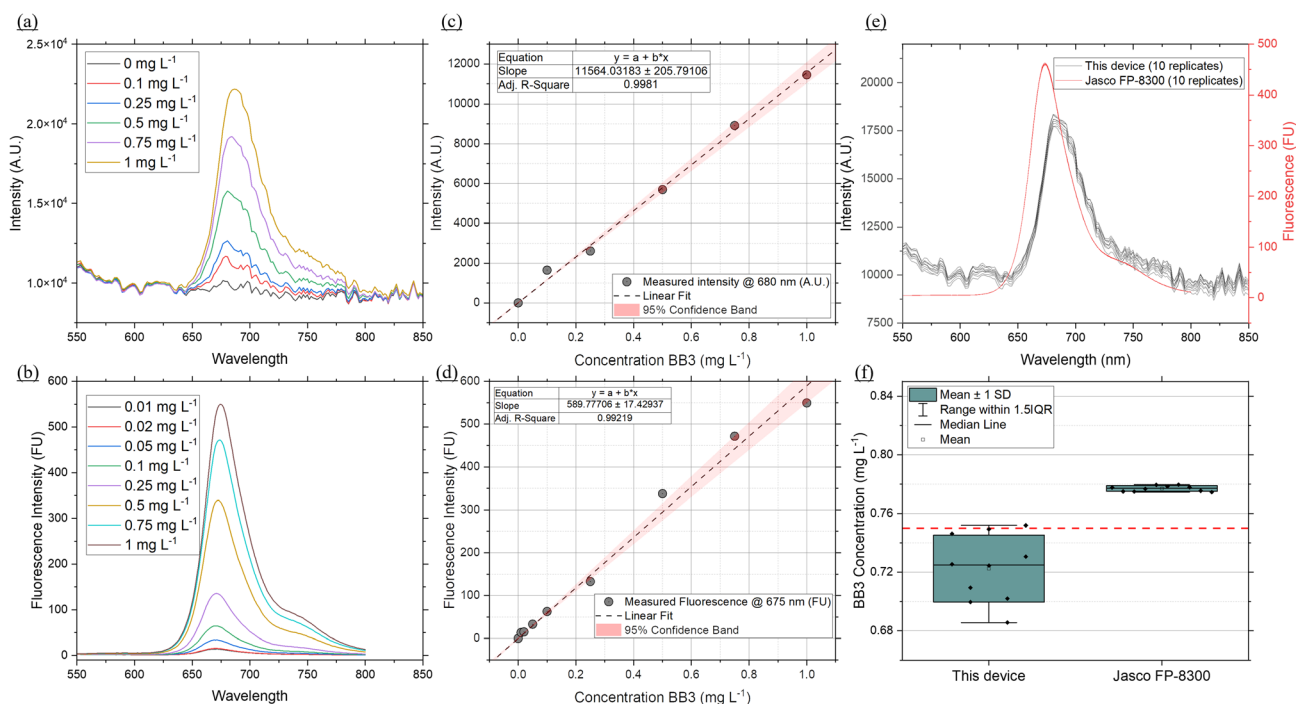 (a)
2.5×10⁴
2.0×10⁴
1.5×10⁴
1.0×10⁴
Intensity (A.U.)
0 mg L⁻¹
0.1 mg L⁻¹
0.25 mg L⁻¹
0.5 mg L⁻¹
0.75 mg L⁻¹
1 mg L⁻¹
550 600 650 700 750 800 850
Wavelength
(b)
600
500
400
300
200
100
0
Fluorescence Intensity (FU)
0.01 mg L⁻¹
0.02 mg L⁻¹
0.05 mg L⁻¹
0.1 mg L⁻¹
0.25 mg L⁻¹
0.5 mg L⁻¹
0.75 mg L⁻¹
1 mg L⁻¹
550 600 650 700 750 800 850
Wavelength
(c)
12000
10000
8000
6000
4000
2000
0
Intensity (A.U.)
Equation y = a + b*x
Slope 11564.03183 ± 205.79106
Adj. R-Square 0.9981
Measured intensity @ 680 nm (A.U.)
Linear Fit
95% Confidence Band
0.0 0.2 0.4 0.6 0.8 1.0
Concentration BB3 (mg L⁻¹)
(d)
600
550
500
450
400
350
300
250
200
150
100
50
0
Fluorescence Intensity (FU)
Equation y = a + b*x
Slope 589.77706 ± 17.42937
Adj. R-Square 0.99219
Measured Fluorescence @ 675 nm (FU)
Linear Fit
95% Confidence Band
0.0 0.2 0.4 0.6 0.8 1.0
Concentration BB3 (mg L⁻¹)
(e)
20000
17500
15000
12500
10000
7500
Intensity (A.U.)
This device (10 replicates)
Jasco FP-8300 (10 replicates)
500
400
300
200
100
0
Fluorescence (FU)
550 600 650 700 750 800 850
Wavelength (nm)
(f)
0.84
0.80
0.76
0.72
0.68
BB3 Concentration (mg L⁻¹)
Mean ± 1 SD
Range within 1.5IQR
Median Line
Mean
This device Jasco FP-8300